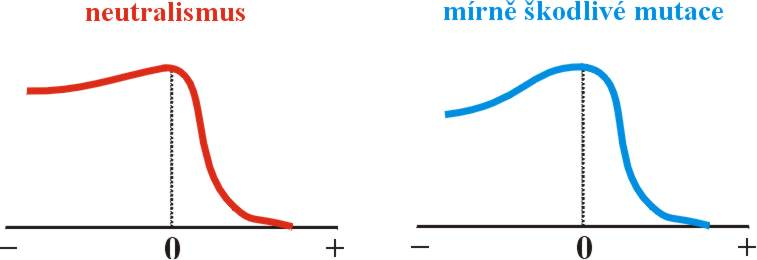 neutralismus
mírně škodlivé mutace
− 0 +
− 0 +